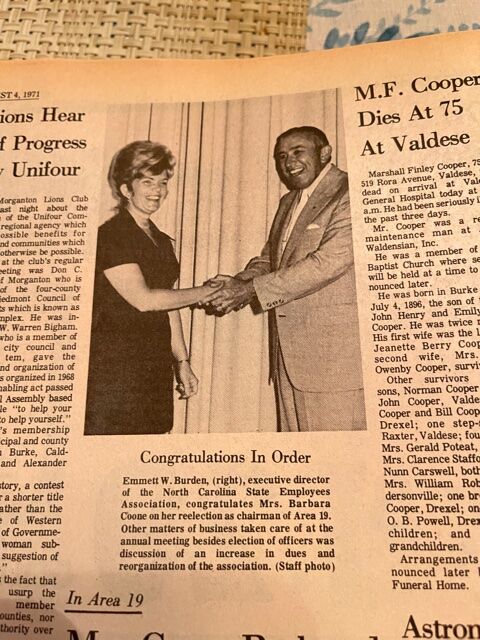 ST 4, 1971
ions Hear
f Progress
Unifour
Morganton Lions Club
ast night about the
of the Unifour Com-
regional agency which
ossible benefits for
nd communities which
otherwise be possible.
at the club's regular
eeting was Don C.
f Morganton who is
of the four-county
iedmont Council of
ts which is known as
mplex. He was in-
W. Warren Bigham.
who is a member of
city council and
tem, gave the
nd organization of
s organized in 1968
nabling act passed
l Assembly based
le "to help your
to help yourself."
's membership
icipal and county
n Burke, Cald-
and Alexander
story, a contest
r a shorter title
ather than the
e of Western
of Governme-
woman sub-
suggestion of
."
s the fact that
usurp the
member
ounties, nor
thority over
Congratulations In Order
Emmett W. Burden, (right), executive director
of the North Carolina State Employees
Association, congratulates Mrs. Barbara
Coone on her reelection as chairman of Area 19.
Other matters of business taken care of at the
annual meeting besides election of officers was
discussion of an increase in dues and
reorganization of the association. (Staff photo)
In Area 19
M.F. Cooper
Dies At 75
At Valdese
Marshall Finley Cooper, 75
519 Rora Avenue, Valdese,
dead on arrival at Val
General Hospital today at
a.m. He had been seriously i
the past three days.
Mr. Cooper was a re
maintenance man at
Waldensian, Inc.
He was a member of
Baptist Church where se
will be held at a time to
nounced later.
He was born in Burke
July 4, 1896, the son of
John Henry and Emily
Cooper. He was twice m
His first wife was the l
Jeanette Berry Coop
second wife, Mrs.
Owenby Cooper, surviv
Other survivors
sons, Norman Cooper
John Cooper, Valde
Cooper and Bill Coop
Drexel; one step-s
Raxter, Valdese; fou
Mrs. Gerald Poteat,
Mrs. Clarence Staffo
Nunn Carswell, both
Mrs. William Rob
dersonville; one br
Cooper, Drexel; on
O. B. Powell, Drex
children; and
grandchildren.
Arrangements
nounced later b
Funeral Home.
Astron